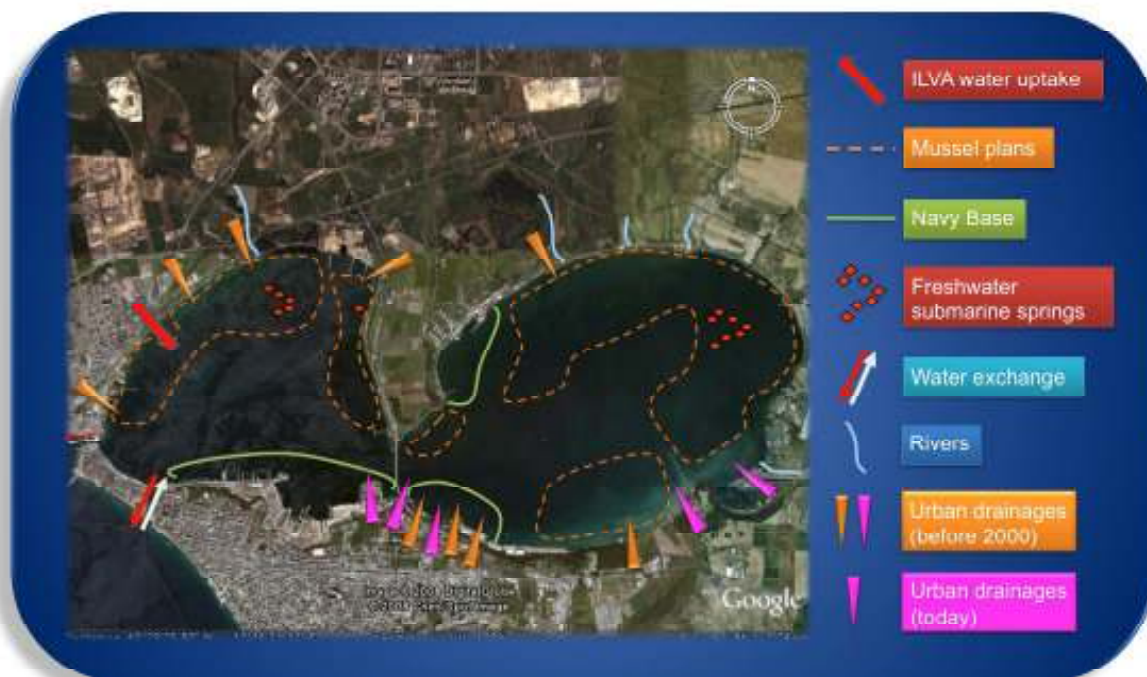 ILVA water uptake
Mussel plans
Navy Base
Freshwater
submarine springs
Water exchange
Rivers
Urban drainages
(before 2000)
Urban drainages
(today)
Google